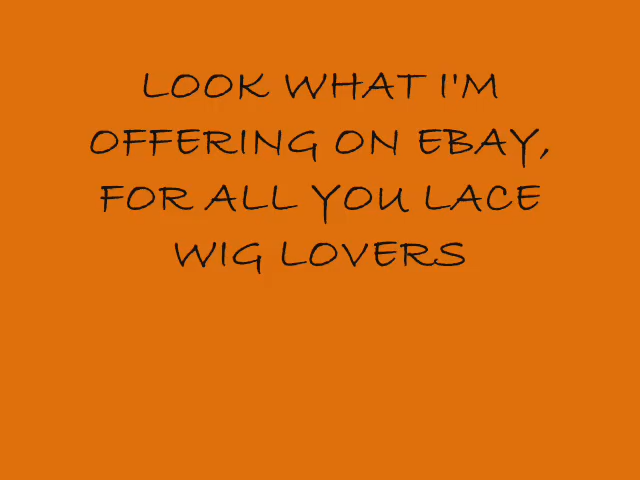 LOOK WHAT I'M
OFFERING ON EBAY,
FOR ALL YOU LACE
WIG LOVERS